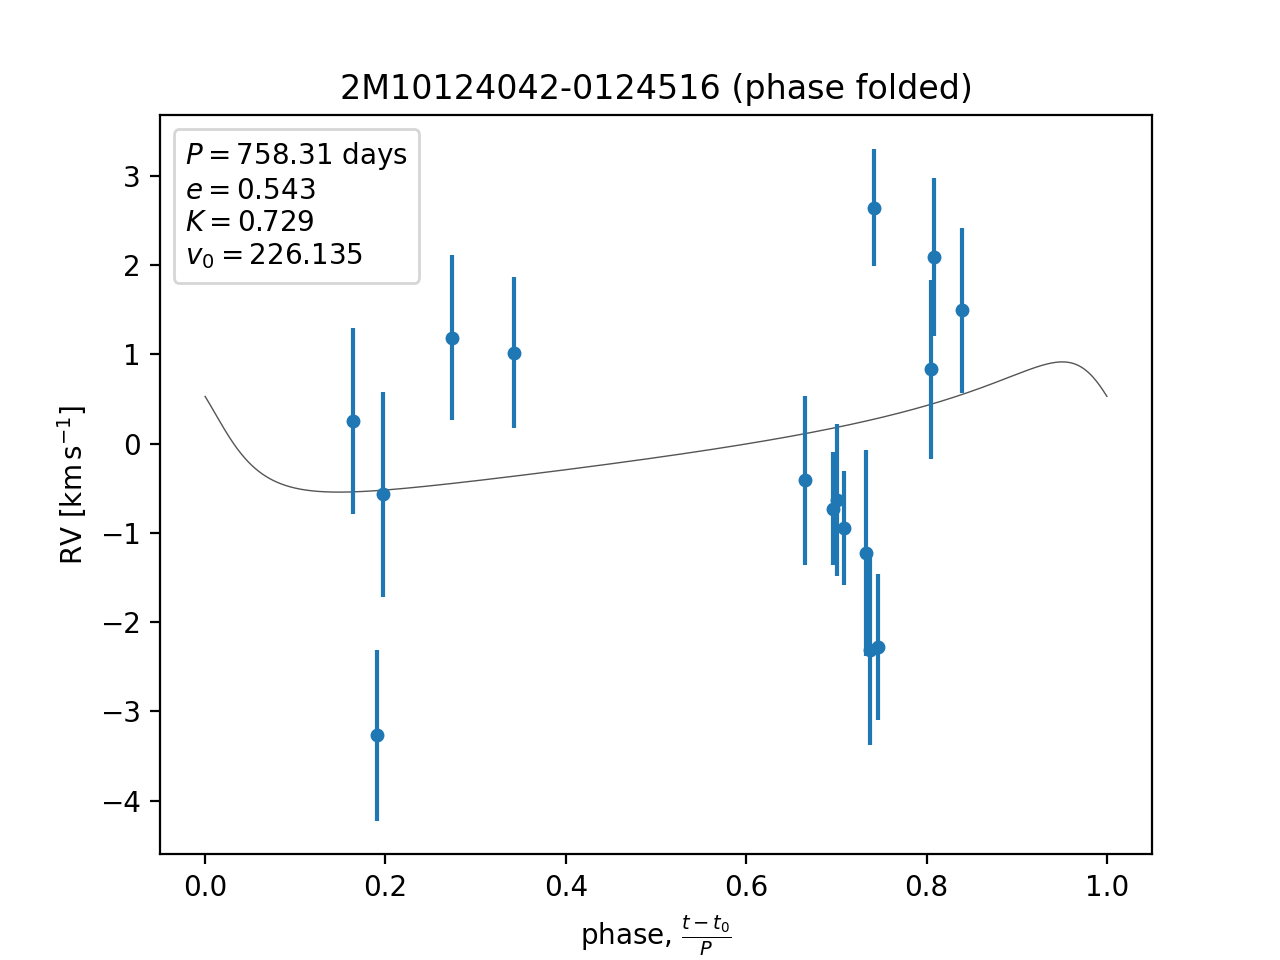 2M10124042-0124516 (phase folded)
P = 758.31 days
e = 0.543
K = 0.729
v₀ = 226.135
3
2
1
0
−1
−2
−3
−4
RV [km s⁻¹]
0.0 0.2 0.4 0.6 0.8 1.0
phase, (t − t₀)/P